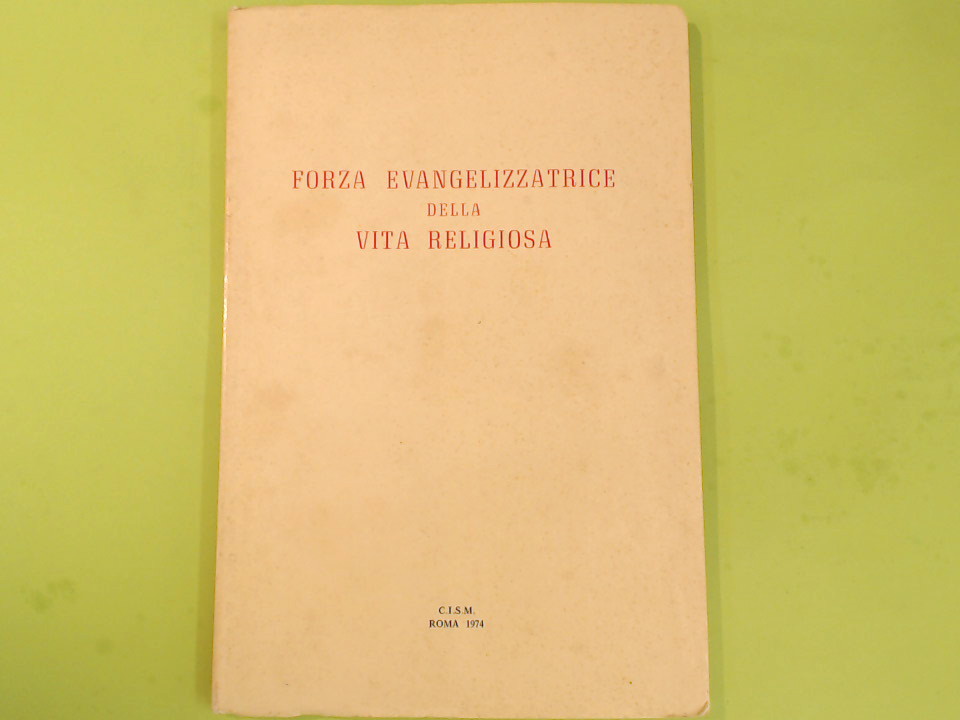 FORZA EVANGELIZZATRICE
DELLA
VITA RELIGIOSA
C.I.S.M.
ROMA 1974